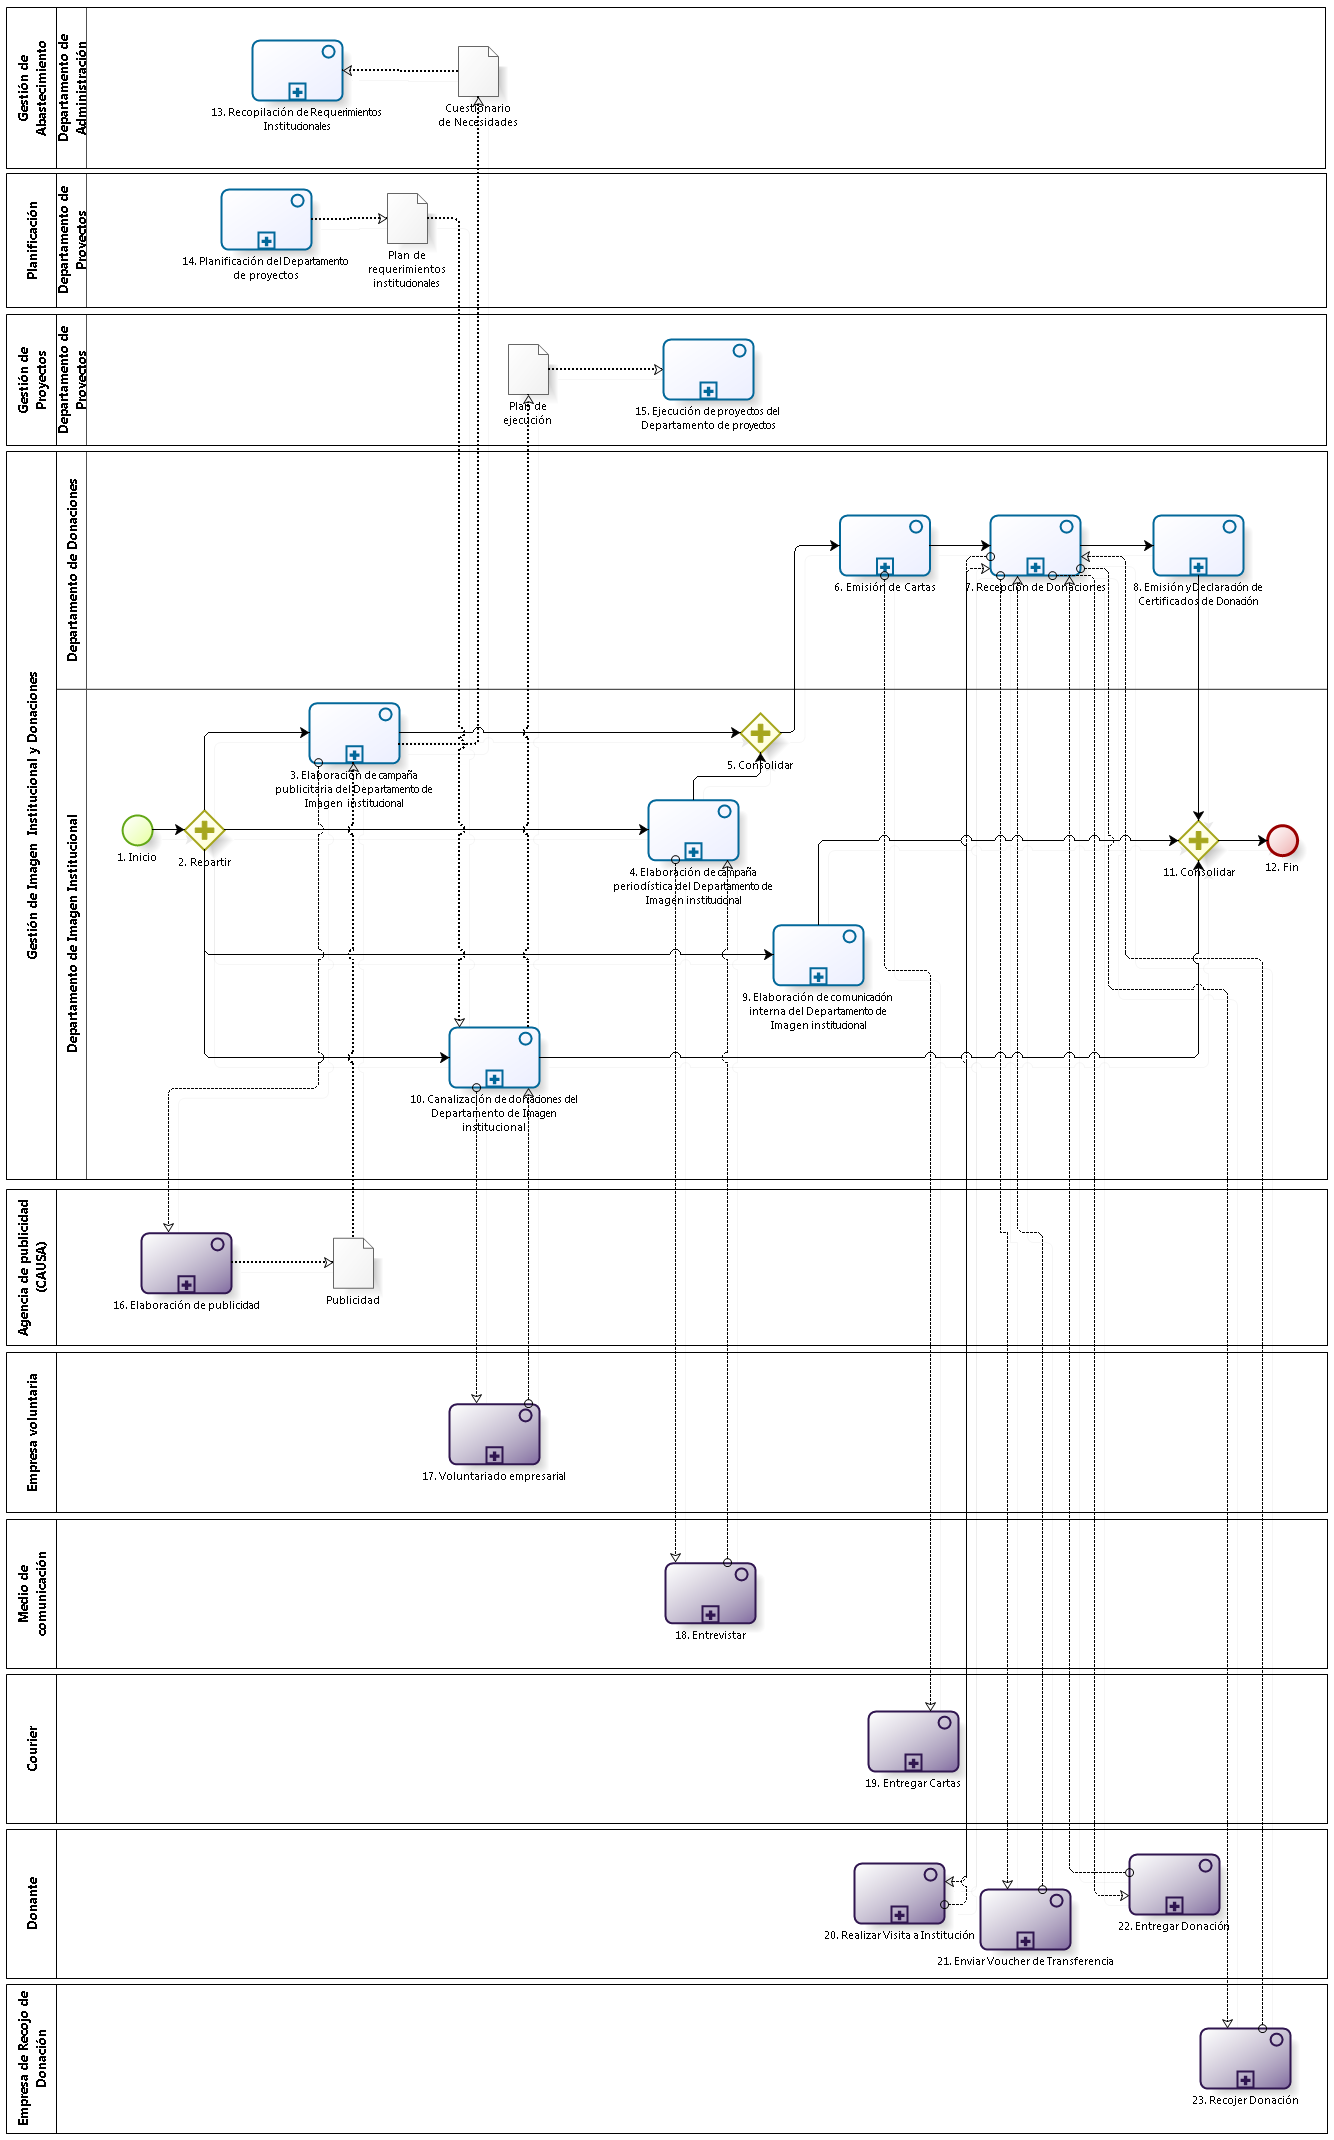 Gestión de
Abastecimiento
Departamento de
Administración
13. Recopilación de Requerimientos
Institucionales
Cuestionario
de Necesidades
Planificación
Departamento de
Proyectos
14. Planificación del Departamento
de proyectos
Plan de
requerimientos
institucionales
Gestión de
Proyectos
Departamento de
Proyectos
Plan de
ejecución
15. Ejecución de proyectos del
Departamento de proyectos
Gestión de Imagen Institucional y Donaciones
Departamento de Donaciones
6. Emisión de Cartas
7. Recepción de Donaciones
8. Emisión y Declaración de
Certificados de Donación
Departamento de Imagen Institucional
1. Inicio
2. Repartir
3. Elaboración de campaña
publicitaria del Departamento de
Imagen institucional
5. Consolidar
4. Elaboración de campaña
periodística del Departamento de
Imagen institucional
11. Consolidar
12. Fin
9. Elaboración de comunicación
interna del Departamento de
Imagen institucional
10. Canalización de donaciones del
Departamento de Imagen
institucional
Agencia de publicidad
(CAUSA)
16. Elaboración de publicidad
Publicidad
Empresa voluntaria
17. Voluntariado empresarial
Medio de
comunicación
18. Entrevistar
Courier
19. Entregar Cartas
Donante
20. Realizar Visita a Institución
21. Enviar Voucher de Transferencia
22. Entregar Donación
Empresa de Recojo de
Donación
23. Recojer Donación